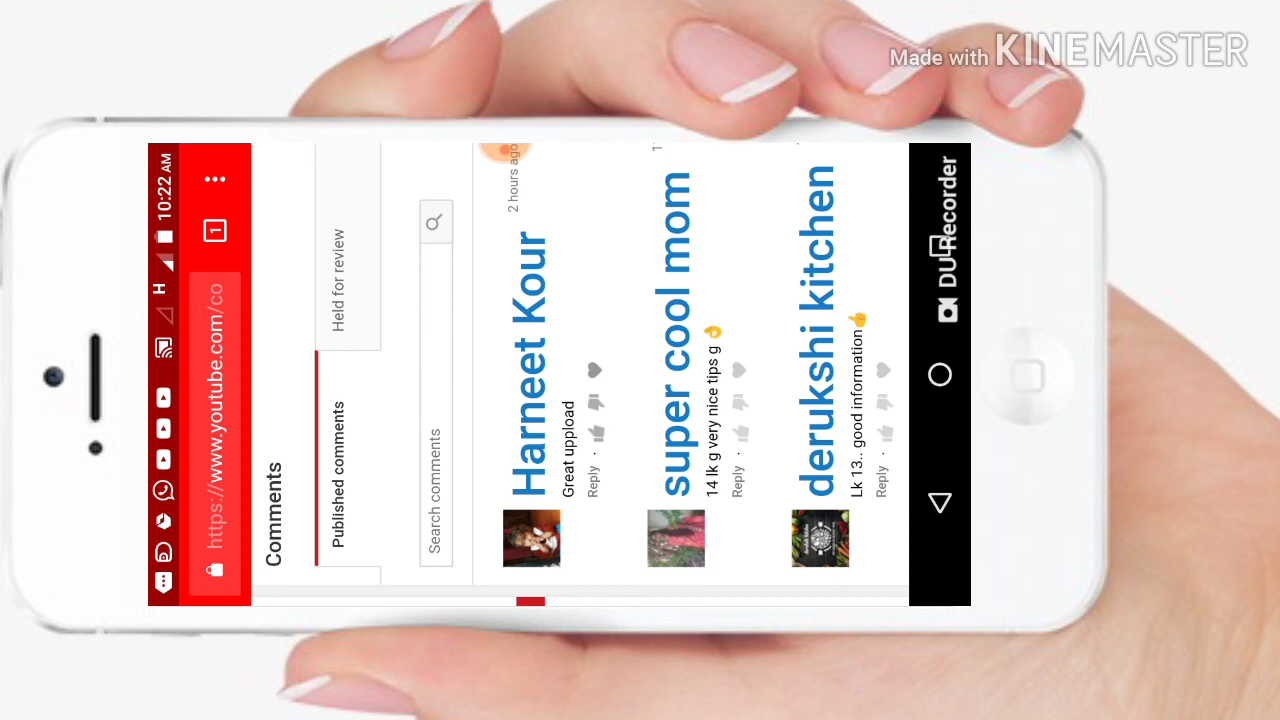 Made with KINEMASTER
H 10:22 AM
https://www.youtube.com/co
1
Comments
Published comments
Held for review
Search comments
Harneet Kour
2 hours ago
Great uppload
Reply ·
super cool mom
14 lk g very nice tips g 👌
Reply ·
derukshi kitchen
Lk 13.. good information👍
Reply ·
DU Recorder